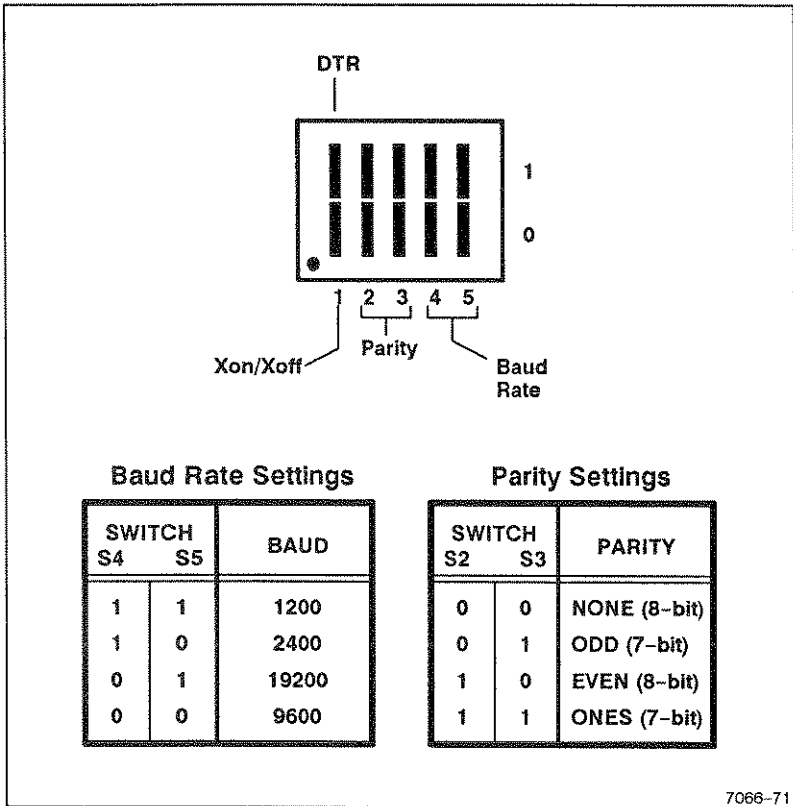 DTR
1
0
1 2 3 4 5
Xon/Xoff
Parity
Baud
Rate
Baud Rate Settings
SWITCH
S4 S5 BAUD
1 1 1200
1 0 2400
0 1 19200
0 0 9600
Parity Settings
SWITCH
S2 S3 PARITY
0 0 NONE (8-bit)
0 1 ODD (7-bit)
1 0 EVEN (8-bit)
1 1 ONES (7-bit)
7066-71